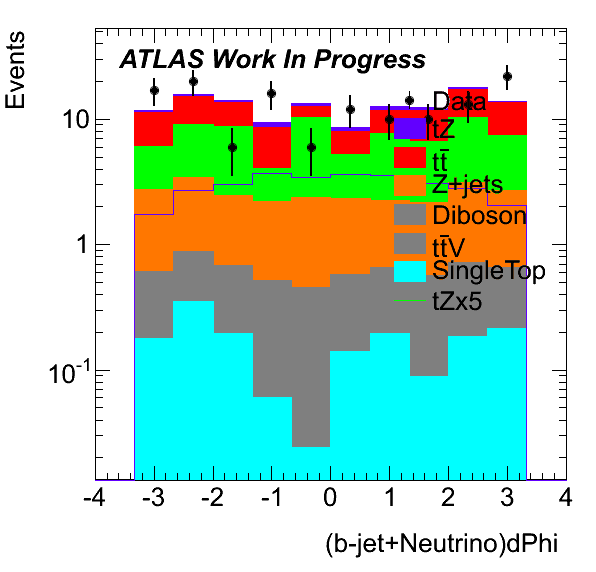 Events
ATLAS Work In Progress
10
1
10⁻¹
Data
tZ
tt̄
Z+jets
Diboson
tt̄V
SingleTop
tZx5
-4 -3 -2 -1 0 1 2 3 4
(b-jet+Neutrino)dPhi